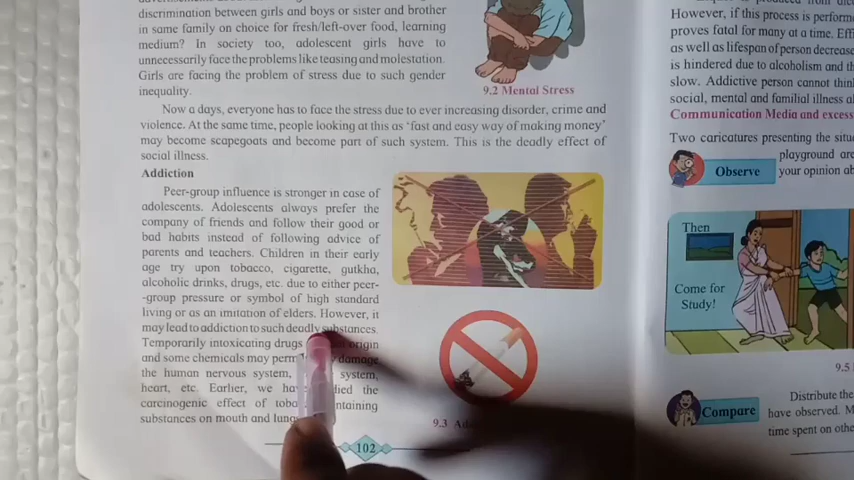 discrimination between girls and boys or sister and brother
in same family on choice for fresh/left-over food, learning
medium? In society too, adolescent girls have to
unnecessarily face the problems like teasing and molestation.
Girls are facing the problem of stress due to such gender
inequality.
9.2 Mental Stress
Now a days, everyone has to face the stress due to ever increasing disorder, crime and
violence. At the same time, people looking at this as 'fast and easy way of making money'
may become scapegoats and become part of such system. This is the deadly effect of
social illness.
Addiction
Peer-group influence is stronger in case of
adolescents. Adolescents always prefer the
company of friends and follow their good or
bad habits instead of following advice of
parents and teachers. Children in their early
age try upon tobacco, cigarette, gutkha,
alcoholic drinks, drugs, etc. due to either peer-
-group pressure or symbol of high standard
living or as an imitation of elders. However, it
may lead to addiction to such deadly substances.
Temporarily intoxicating drugs origin
and some chemicals may damage
the human nervous system, system,
heart, etc. Earlier, we the
carcinogenic effect of
substances on mouth and
9.3
102
However, if this process is
proves fatal for many at a time.
as well as lifespan of person
is hindered due to alcoholism and
slow. Addictive person cannot
social, mental and familial illness
Communication Media and
Two caricatures presenting the
Observe
playground are
your opinion
Then
Come for
Study!
9.5
Compare
Distribute the
have observed.
time spent on